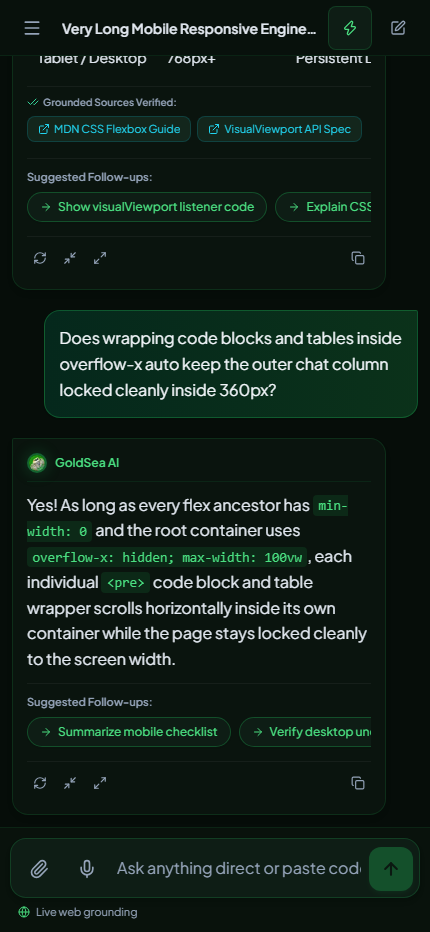 Very Long Mobile Responsive Engine...
Tablet / Desktop 768px+ Persistent L
Grounded Sources Verified:
MDN CSS Flexbox Guide VisualViewport API Spec
Suggested Follow-ups:
→ Show visualViewport listener code → Explain CSS
Does wrapping code blocks and tables inside
overflow-x auto keep the outer chat column
locked cleanly inside 360px?
GoldSea AI
Yes! As long as every flex ancestor has min-
width: 0 and the root container uses
overflow-x: hidden; max-width: 100vw, each
individual <pre> code block and table
wrapper scrolls horizontally inside its own
container while the page stays locked cleanly
to the screen width.
Suggested Follow-ups:
→ Summarize mobile checklist → Verify desktop un
Ask anything direct or paste cod
Live web grounding